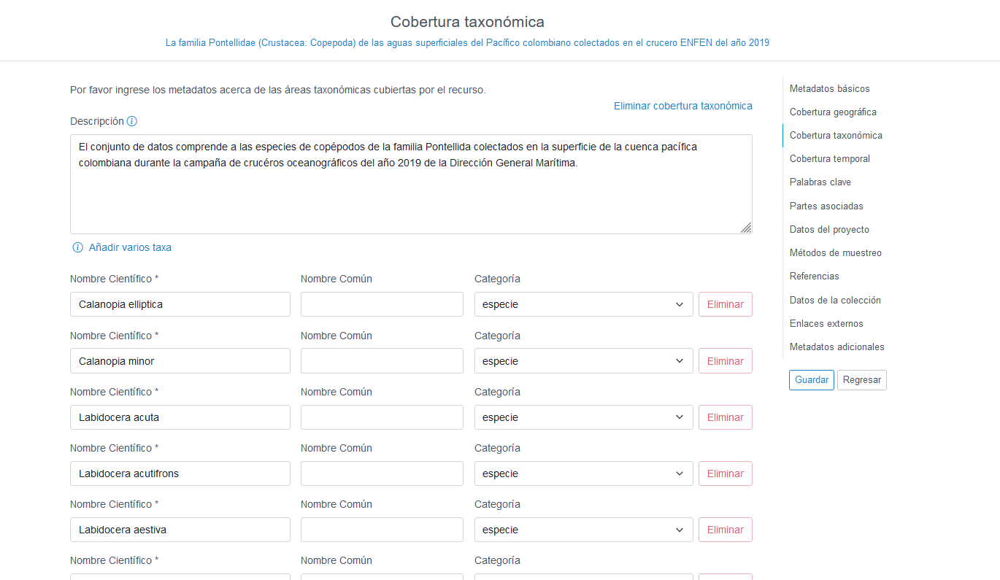 Cobertura taxonómica
La familia Pontellidae (Crustacea: Copepoda) de las aguas superficiales del Pacífico colombiano colectados en el crucero ENFEN del año 2019
Por favor ingrese los metadatos acerca de las áreas taxonómicas cubiertas por el recurso.
Eliminar cobertura taxonómica
Descripción
El conjunto de datos comprende a las especies de copépodos de la familia Pontellida colectados en la superficie de la cuenca pacífica
colombiana durante la campaña de crucéros oceanográficos del año 2019 de la Dirección General Marítima.
Añadir varios taxa
Nombre Científico * Nombre Común Categoría
Calanopia elliptica especie Eliminar
Nombre Científico * Nombre Común Categoría
Calanopia minor especie Eliminar
Nombre Científico * Nombre Común Categoría
Labidocera acuta especie Eliminar
Nombre Científico * Nombre Común Categoría
Labidocera acutifrons especie Eliminar
Nombre Científico * Nombre Común Categoría
Labidocera aestiva especie Eliminar
Nombre Científico * Nombre Común Categoría
Metadatos básicos
Cobertura geográfica
Cobertura taxonómica
Cobertura temporal
Palabras clave
Partes asociadas
Datos del proyecto
Métodos de muestreo
Referencias
Datos de la colección
Enlaces externos
Metadatos adicionales
Guardar Regresar